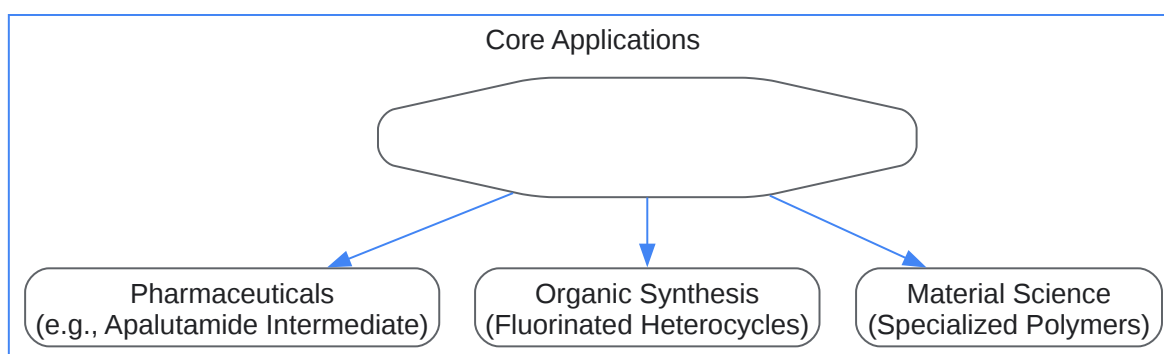 Core Applications
Pharmaceuticals
(e.g., Apalutamide Intermediate)
Organic Synthesis
(Fluorinated Heterocycles)
Material Science
(Specialized Polymers)